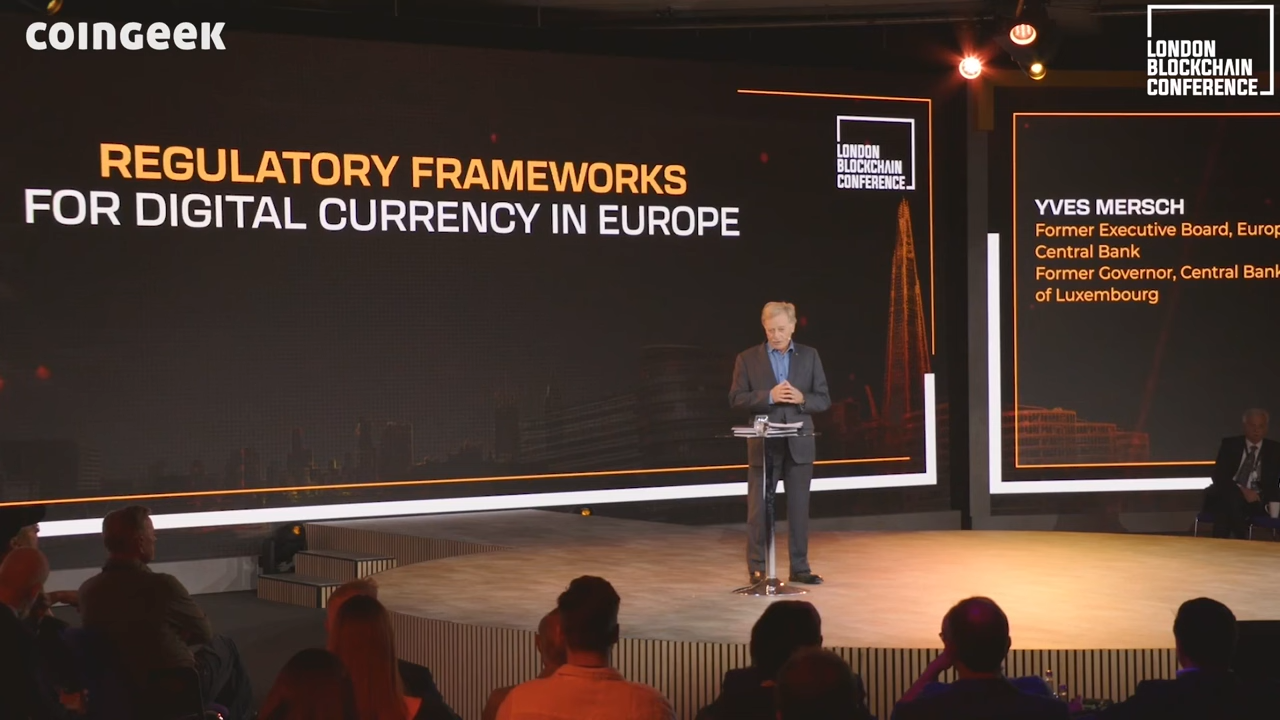 COINGEEK
LONDON
BLOCKCHAIN
CONFERENCE
REGULATORY FRAMEWORKS
FOR DIGITAL CURRENCY IN EUROPE
LONDON
BLOCKCHAIN
CONFERENCE
YVES MERSCH
Former Executive Board, Europ
Central Bank
Former Governor, Central Bank
of Luxembourg